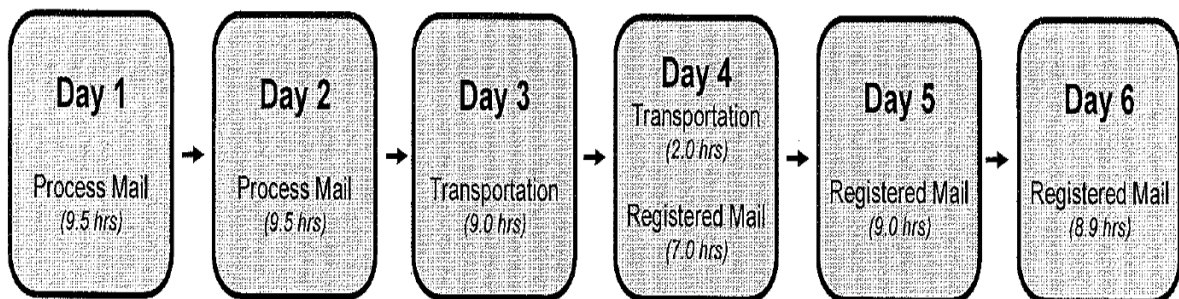 Day 1
Process Mail
(9.5 hrs)
Day 2
Process Mail
(9.5 hrs)
Day 3
Transportation
(9.0 hrs)
Day 4
Transportation
(2.0 hrs)
Registered Mail
(7.0 hrs)
Day 5
Registered Mail
(9.0 hrs)
Day 6
Registered Mail
(8.9 hrs)